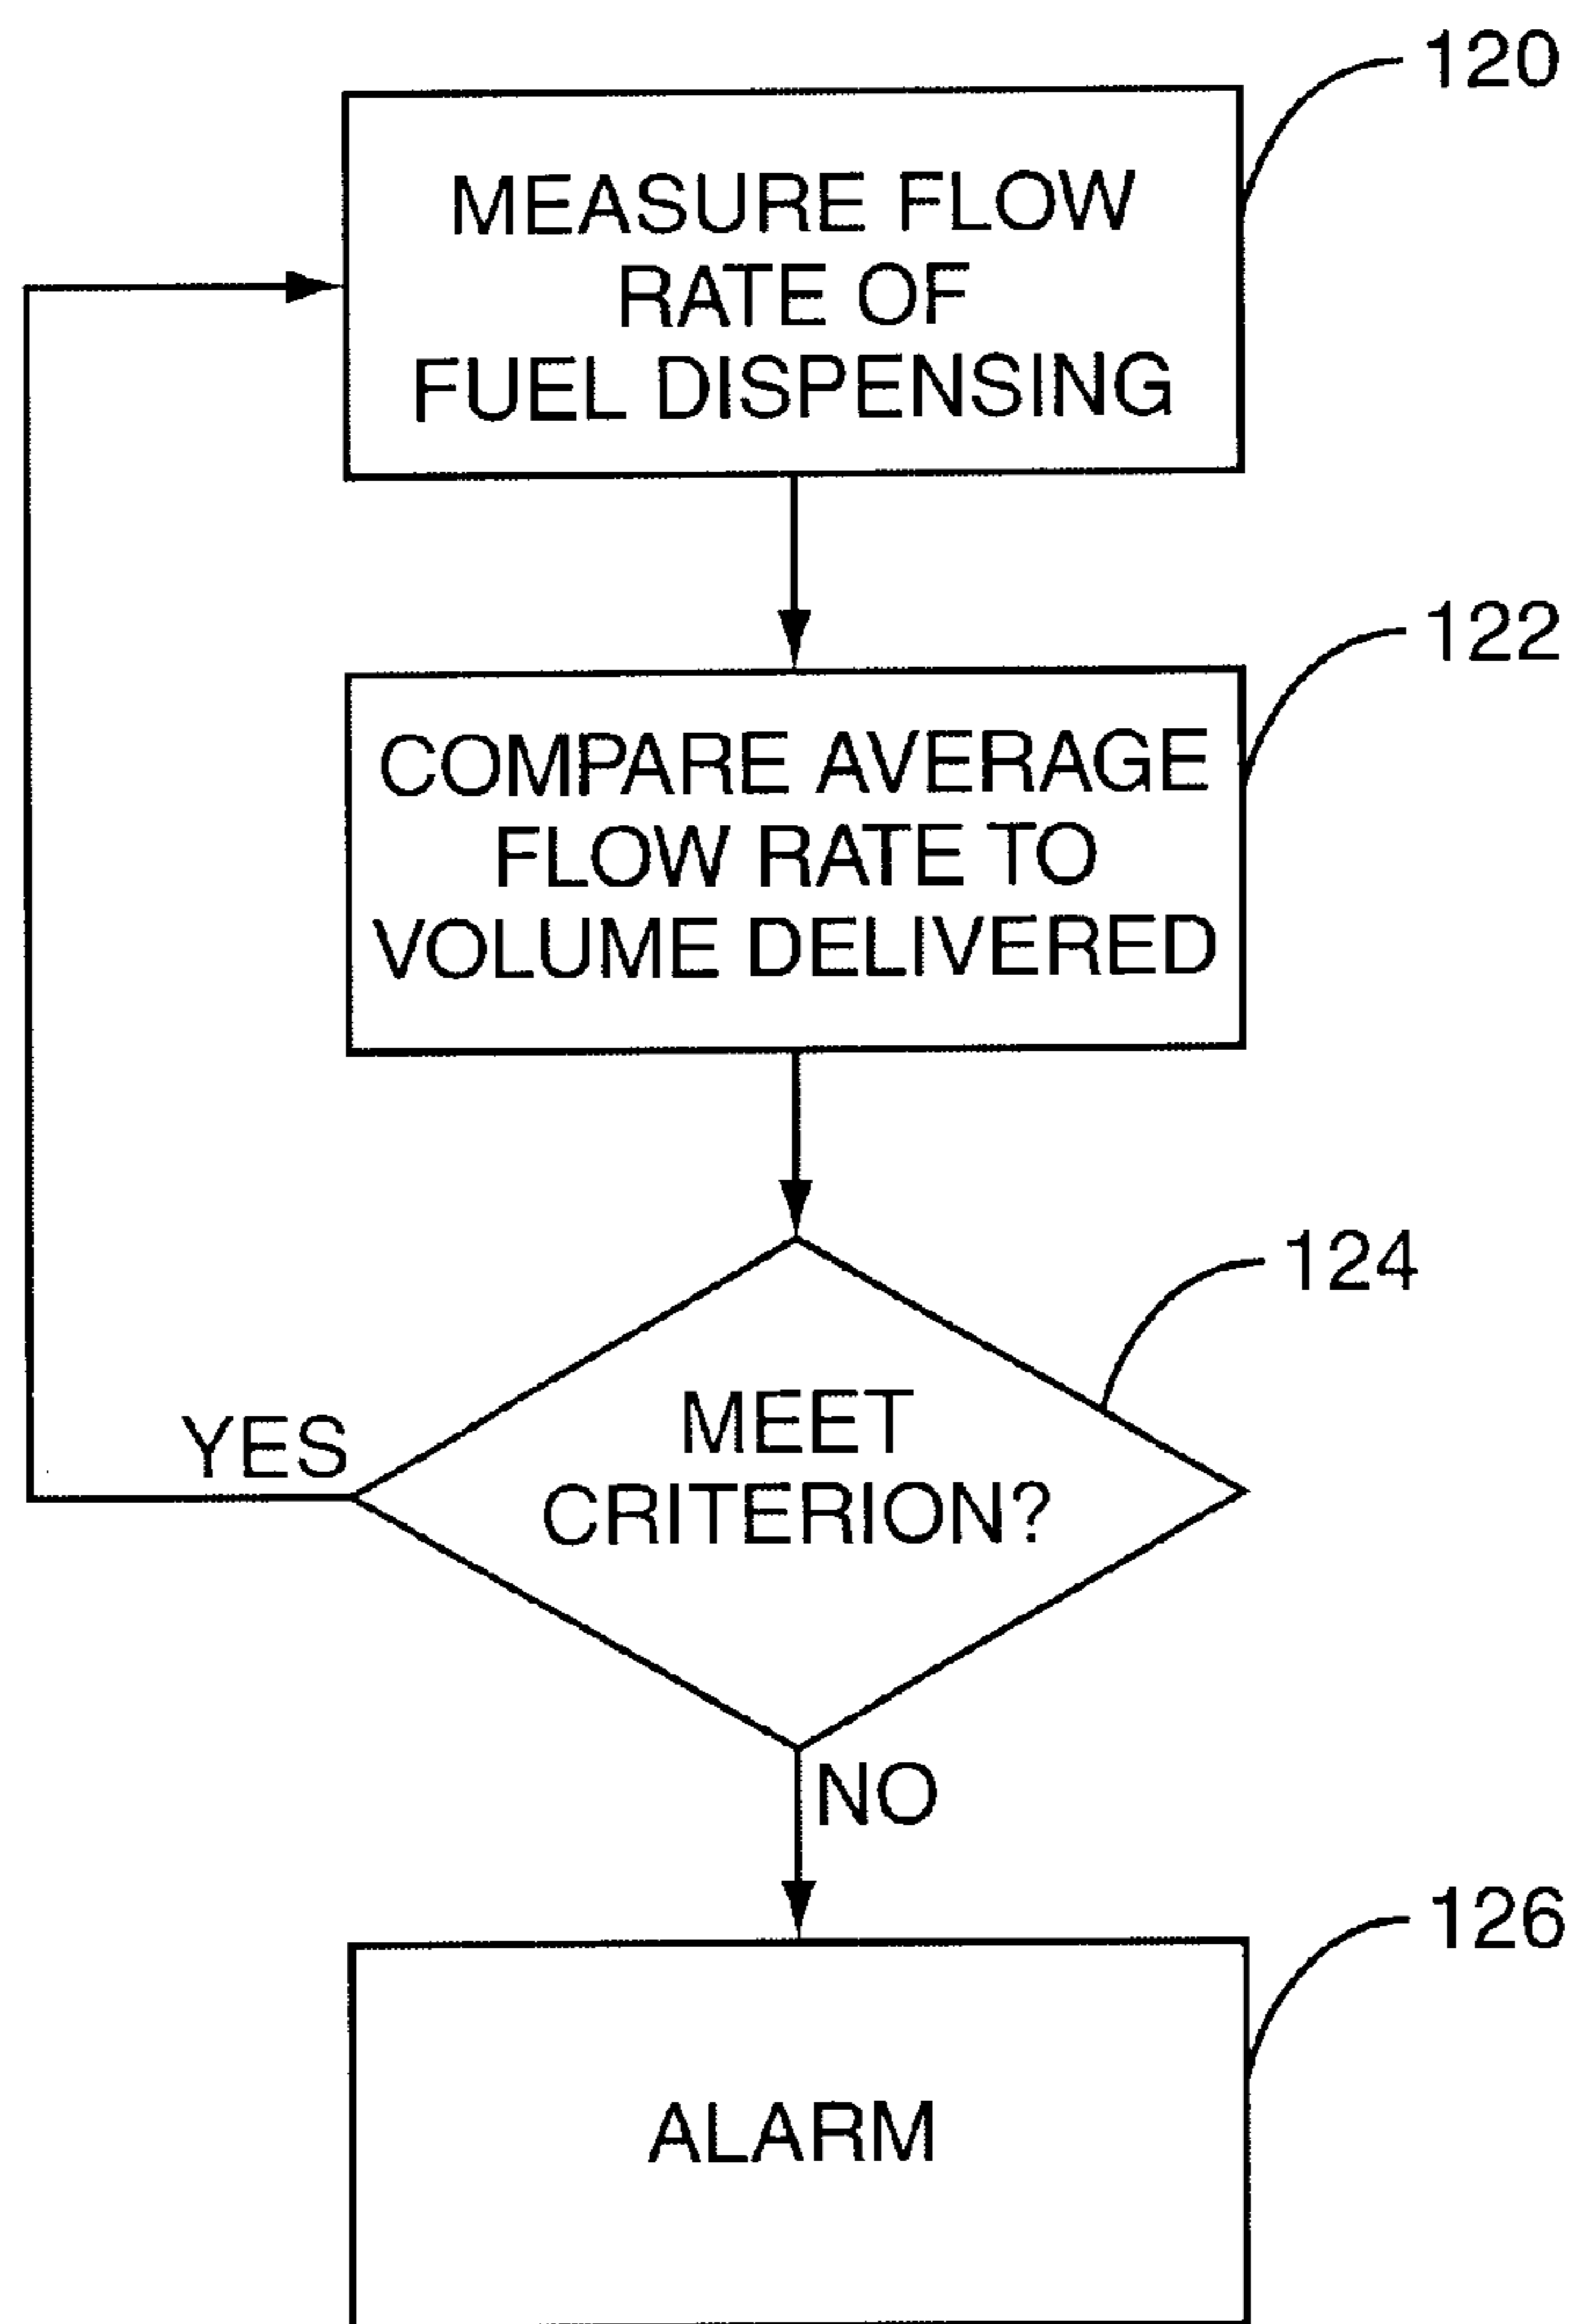 120
MEASURE FLOW
RATE OF
FUEL DISPENSING
122
COMPARE AVERAGE
FLOW RATE TO
VOLUME DELIVERED
124
MEET
CRITERION?
YES
NO
126
ALARM